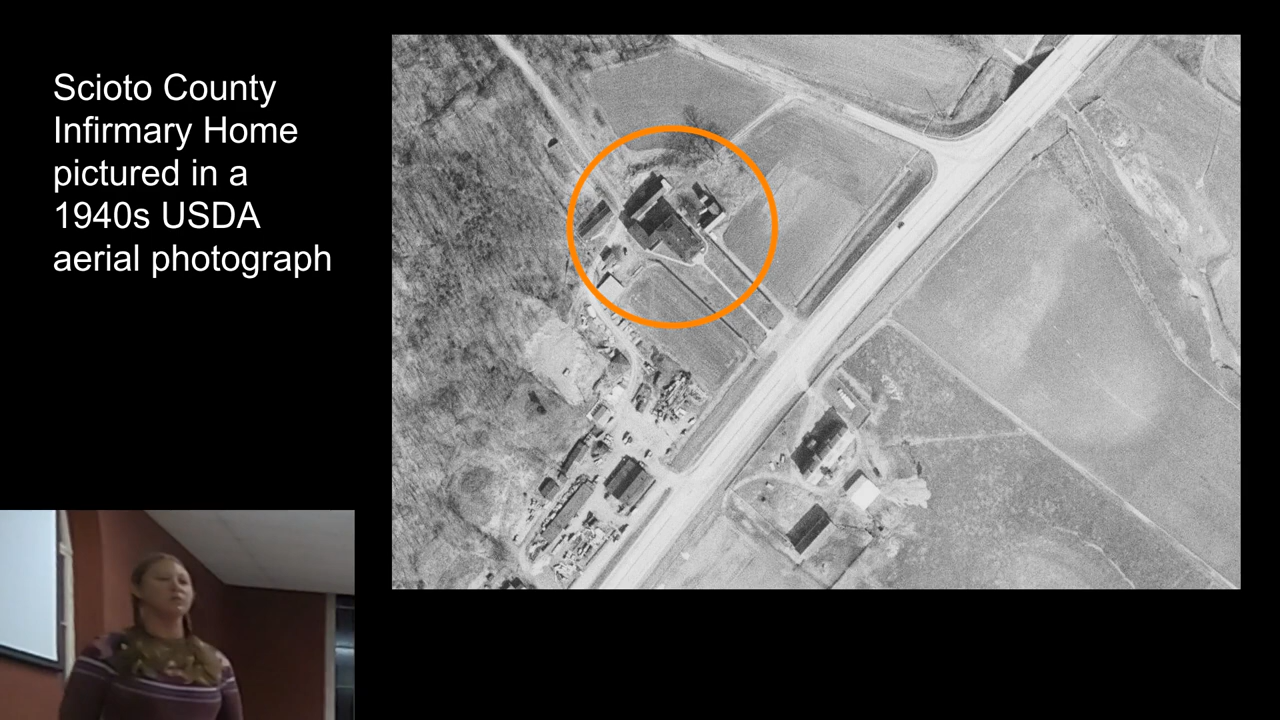 Scioto County
Infirmary Home
pictured in a
1940s USDA
aerial photograph